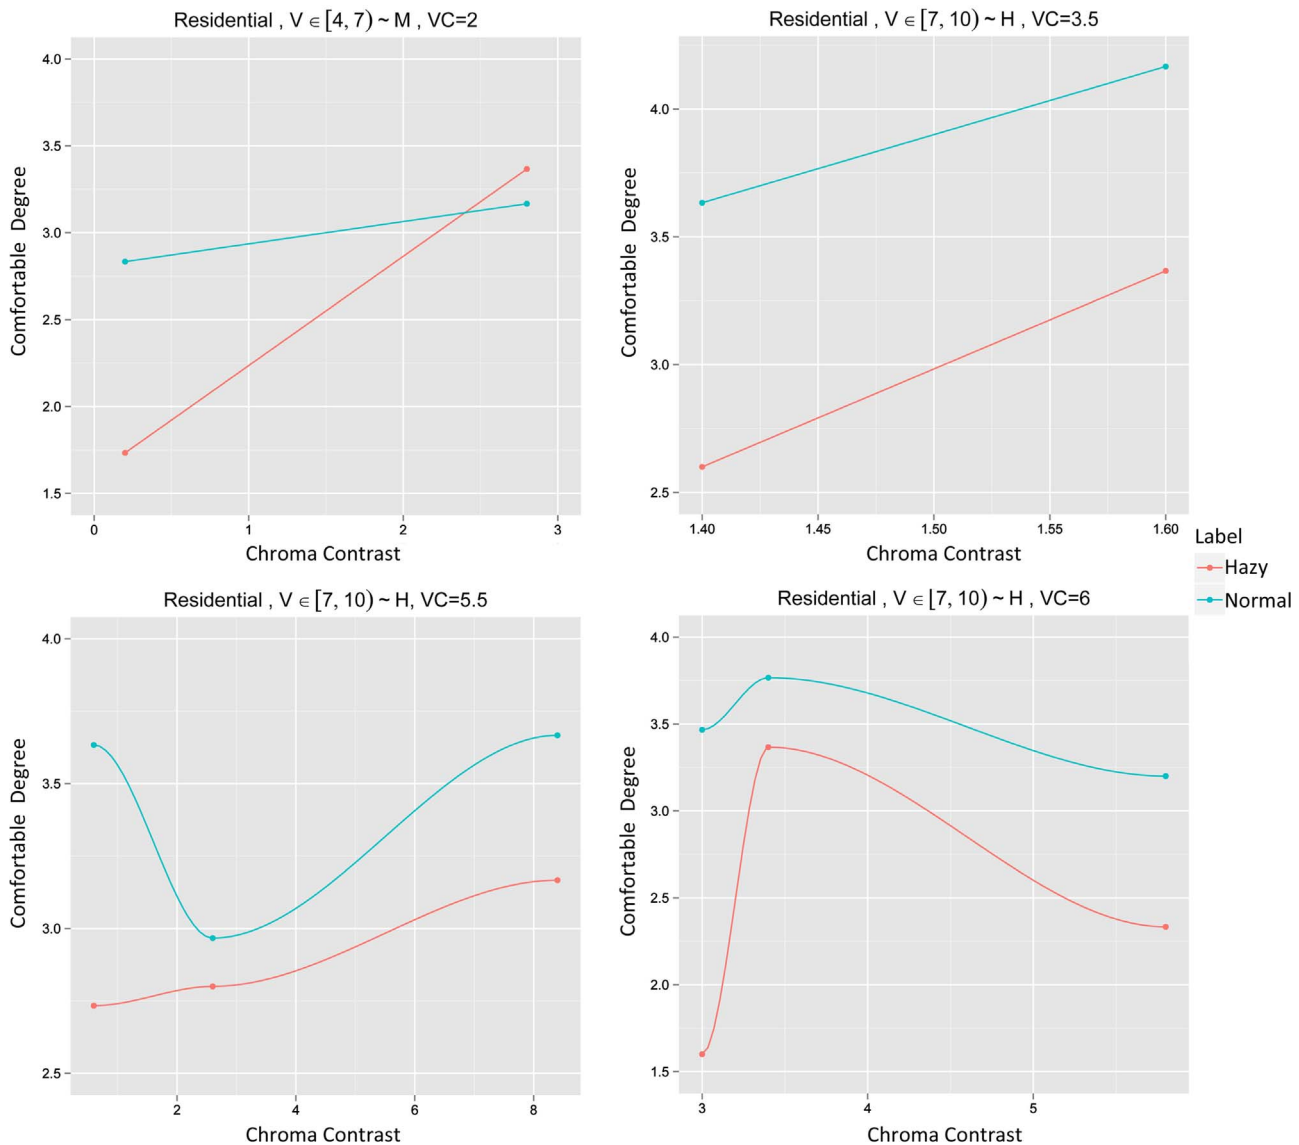 Residential , V ∈ [4, 7) ~ M , VC=2
Comfortable Degree
4.0
3.5
3.0
2.5
2.0
1.5
0 1 2 3
Chroma Contrast
Residential , V ∈ [7, 10) ~ H , VC=3.5
Comfortable Degree
4.0
3.5
3.0
2.5
1.40 1.45 1.50 1.55 1.60
Chroma Contrast
Label
Hazy
Normal
Residential , V ∈ [7, 10) ~ H, VC=5.5
Comfortable Degree
4.0
3.5
3.0
2.5
2 4 6 8
Chroma Contrast
Residential , V ∈ [7, 10) ~ H , VC=6
Comfortable Degree
4.0
3.5
3.0
2.5
2.0
1.5
3 4 5
Chroma Contrast